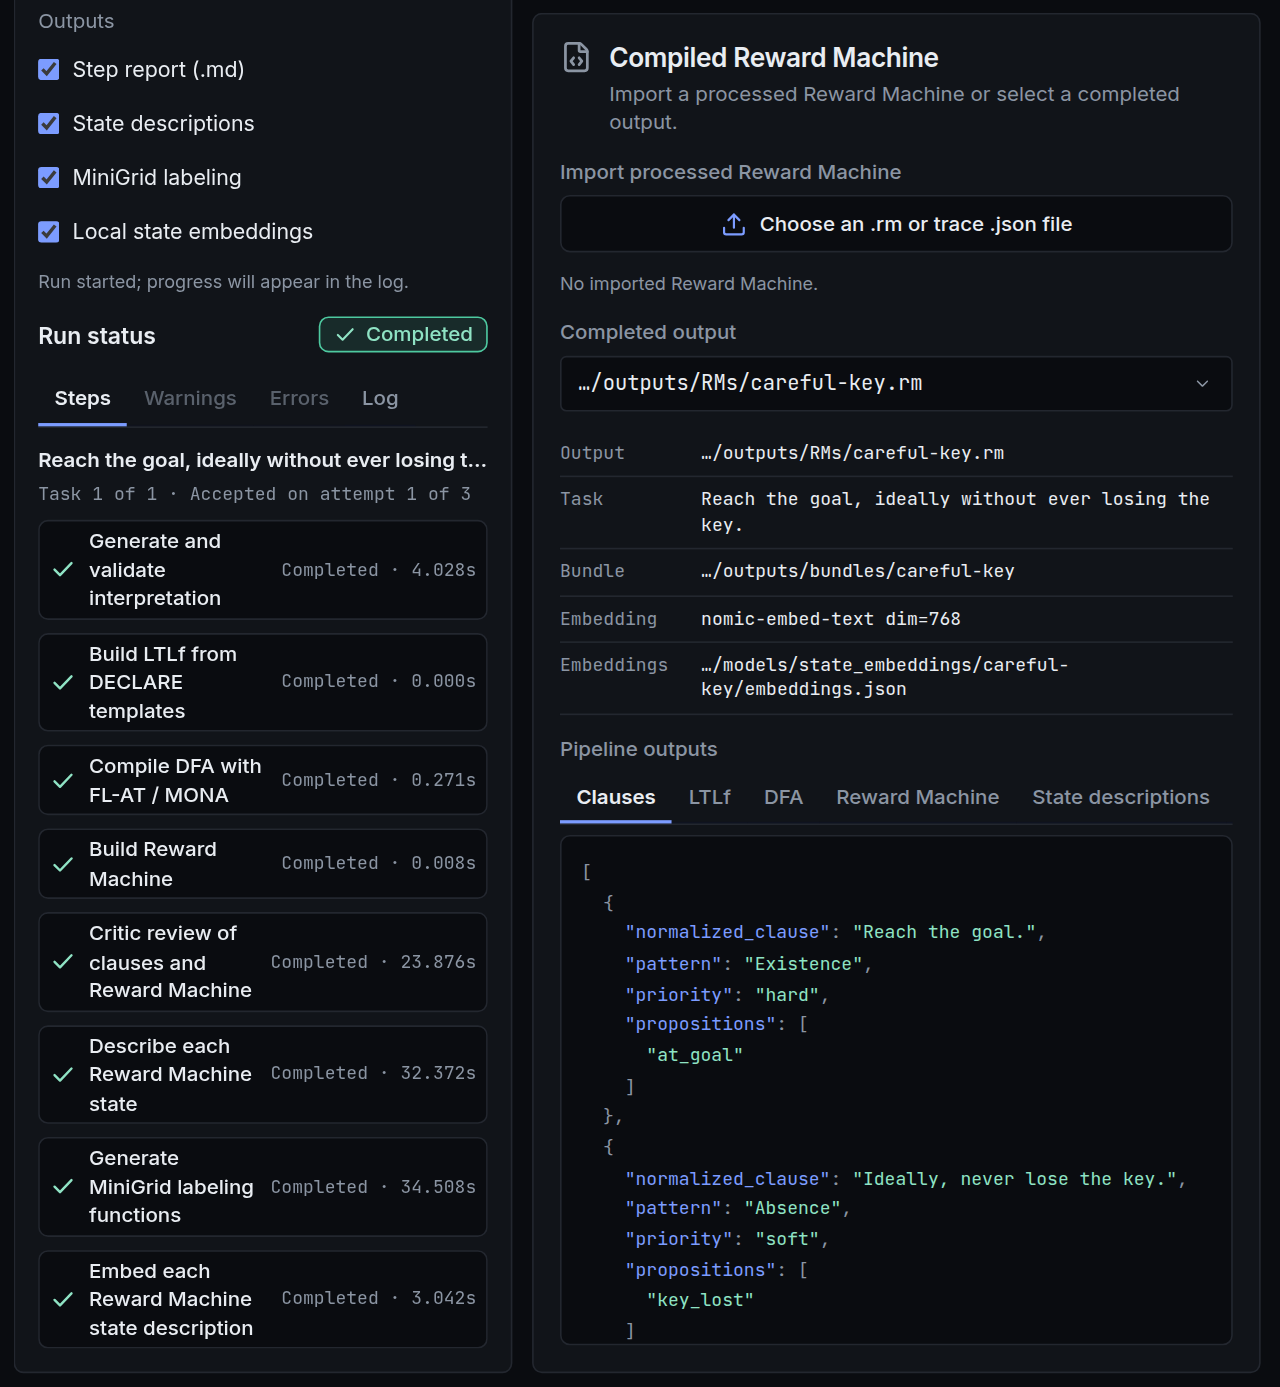 Outputs
Step report (.md)
State descriptions
MiniGrid labeling
Local state embeddings
Run started; progress will appear in the log.
Run status
Completed
Steps Warnings Errors Log
Reach the goal, ideally without ever losing t…
Task 1 of 1 · Accepted on attempt 1 of 3
Generate and
validate
interpretation
Completed · 4.028s
Build LTLf from
DECLARE
templates
Completed · 0.000s
Compile DFA with
FL-AT / MONA
Completed · 0.271s
Build Reward
Machine
Completed · 0.008s
Critic review of
clauses and
Reward Machine
Completed · 23.876s
Describe each
Reward Machine
state
Completed · 32.372s
Generate
MiniGrid labeling
functions
Completed · 34.508s
Embed each
Reward Machine
state description
Completed · 3.042s
Compiled Reward Machine
Import a processed Reward Machine or select a completed
output.
Import processed Reward Machine
Choose an .rm or trace .json file
No imported Reward Machine.
Completed output
…/outputs/RMs/careful-key.rm
Output …/outputs/RMs/careful-key.rm
Task Reach the goal, ideally without ever losing the
key.
Bundle …/outputs/bundles/careful-key
Embedding nomic-embed-text dim=768
Embeddings …/models/state_embeddings/careful-
key/embeddings.json
Pipeline outputs
Clauses LTLf DFA Reward Machine State descriptions
[
{
"normalized_clause": "Reach the goal.",
"pattern": "Existence",
"priority": "hard",
"propositions": [
"at_goal"
]
},
{
"normalized_clause": "Ideally, never lose the key.",
"pattern": "Absence",
"priority": "soft",
"propositions": [
"key_lost"
]